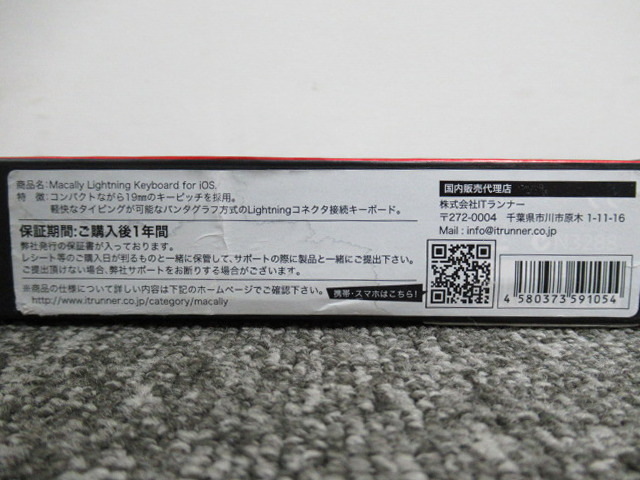 商品名:Macally Lightning Keyboard for iOS.
特　徴:コンパクトながら19㎜のキーピッチを採用。
軽快なタイピングが可能なパンタグラフ方式のLightningコネクタ接続キーボード。
保証期間:ご購入後1年間
弊社発行の保証書が入っております。
レシート等のご購入日が判るものと一緒に保管して、サポートの際に製品と一緒にご提出下さい。
ご提出頂けない場合、弊社サポートをお断りする場合がございます。
※商品の仕様について詳しい内容は下記のホームページでご確認下さい。
http://www.itrunner.co.jp/category/macally
携帯・スマホはこちら!
国内販売代理店
株式会社ITランナー
〒272-0004　千葉県市川市原木 1-11-16
Mail : info@itrunner.co.jp
4 580373 591054